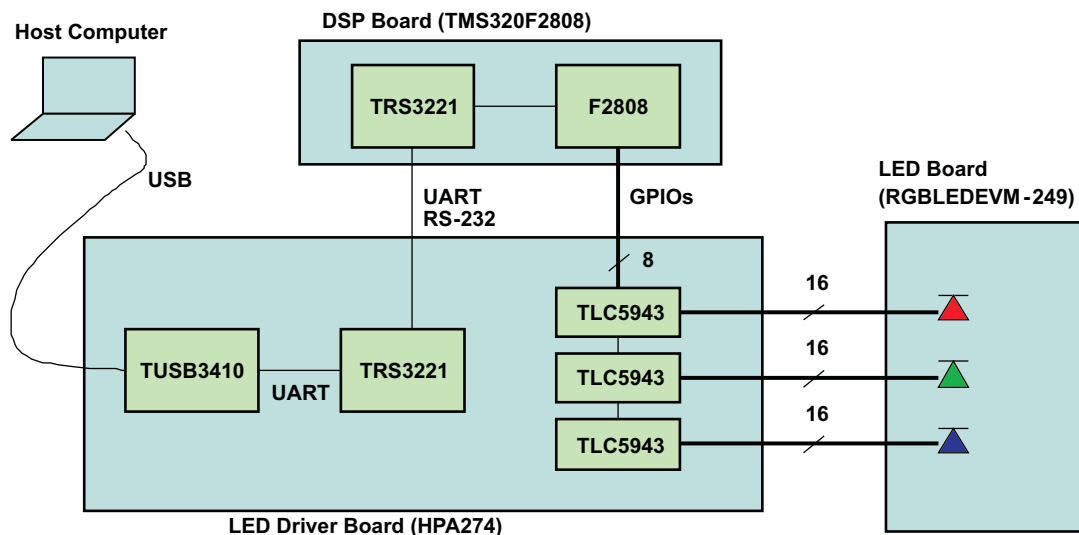 DSP Board (TMS320F2808)
Host Computer
TRS3221
F2808
USB
UART
RS-232
GPIOs
LED Board
(RGBLEDEVM-249)
8
16
TLC5943
16
TUSB3410
UART
TRS3221
TLC5943
16
TLC5943
LED Driver Board (HPA274)